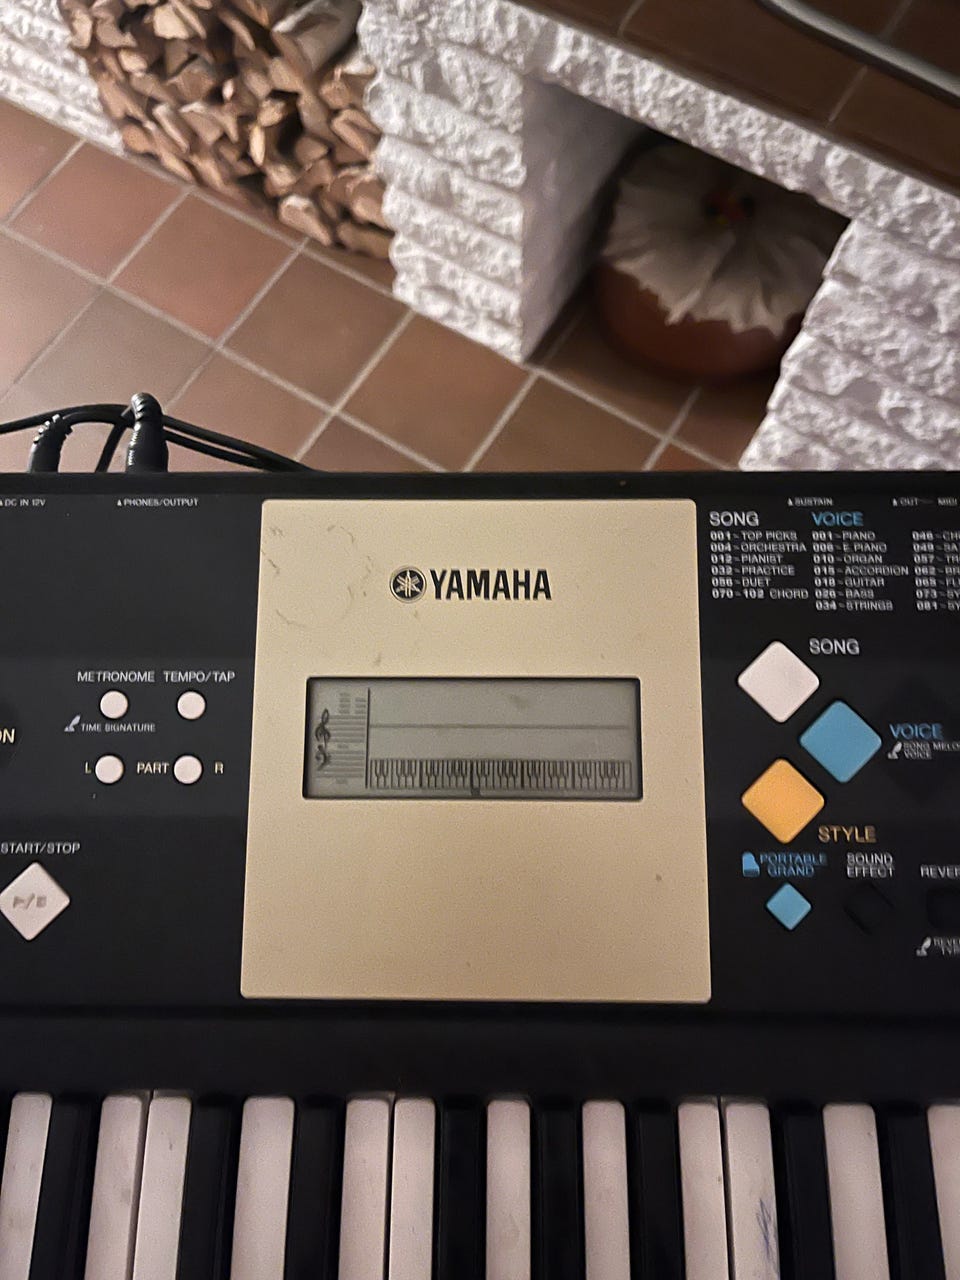 DC IN 12V
PHONES/OUTPUT
SUSTAIN
OUT MIDI
SONG
001 - TOP PICKS
004 - ORCHESTRA
012 - PIANIST
032 - PRACTICE
056 - DUET
070 - 102 CHORD
VOICE
001 - PIANO
006 - E.PIANO
010 - ORGAN
015 - ACCORDION
018 - GUITAR
026 - BASS
034 - STRINGS
YAMAHA
METRONOME
TEMPO/TAP
TIME SIGNATURE
L
PART
R
START/STOP
SONG
VOICE
STYLE
PORTABLE
GRAND
SOUND
EFFECT